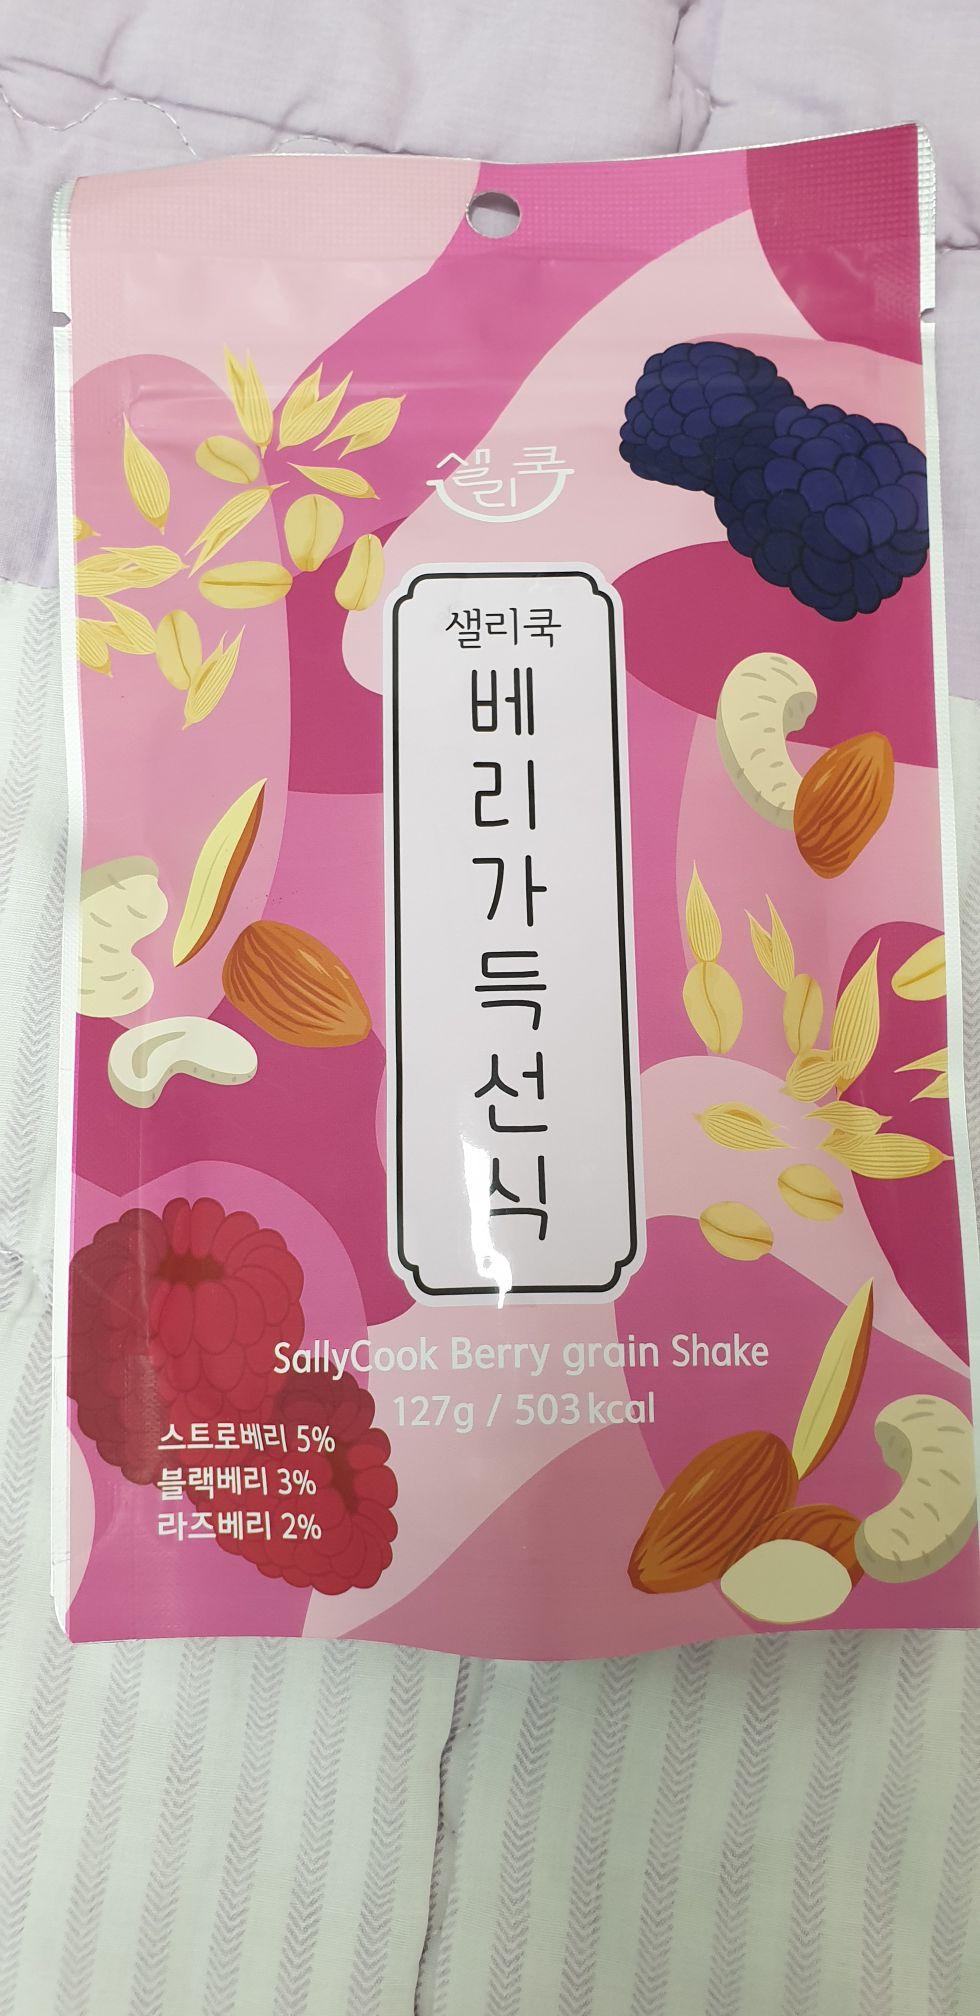 샐리쿡
샐리쿡
베리가득선식
SallyCook Berry grain Shake
127g / 503 kcal
스트로베리 5%
블랙베리 3%
라즈베리 2%